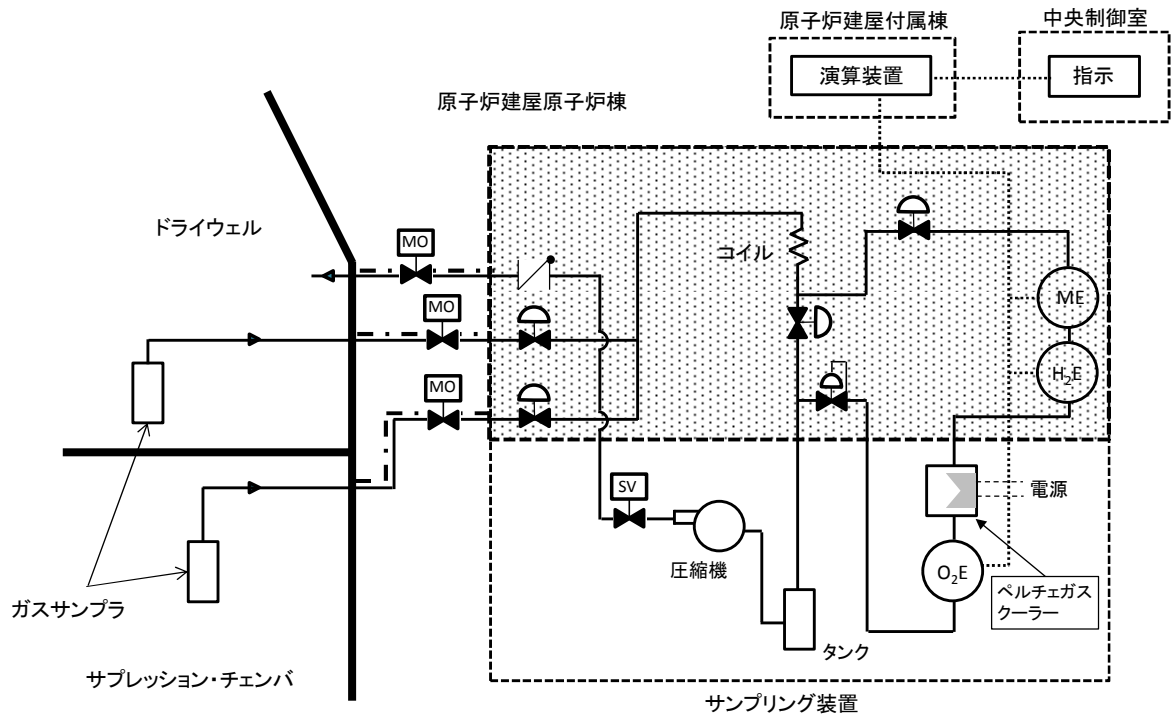 原子炉建屋付属棟
中央制御室
演算装置
指示
原子炉建屋原子炉棟
ドライウェル
MO
コイル
MO
ME
MO
H₂E
SV
電源
圧縮機
O₂E
ペルチェガス
クーラー
ガスサンプラ
タンク
サプレッション・チェンバ
サンプリング装置